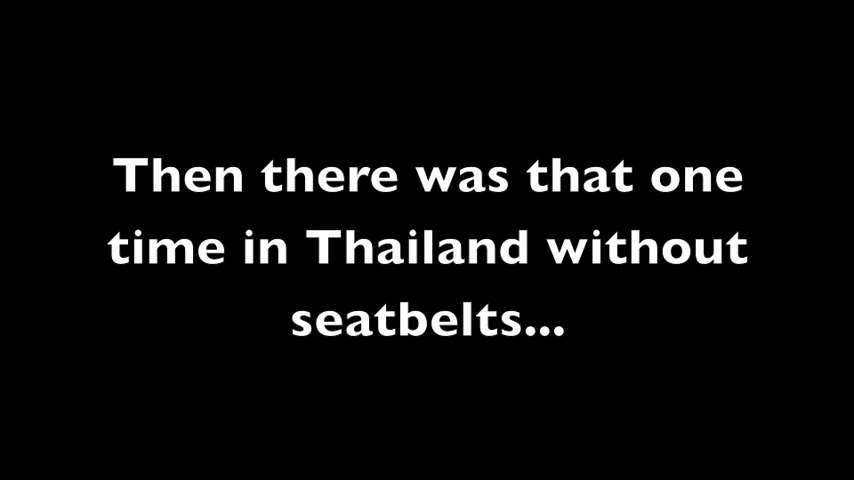 Then there was that one
time in Thailand without
seatbelts...